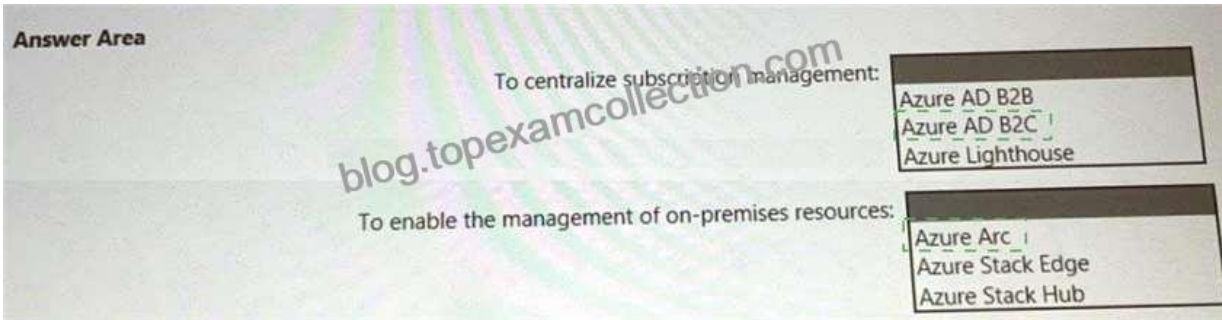 Answer Area
To centralize subscription management:
Azure AD B2B
Azure AD B2C
Azure Lighthouse
blog.topexamcollection.com
To enable the management of on-premises resources:
Azure Arc
Azure Stack Edge
Azure Stack Hub